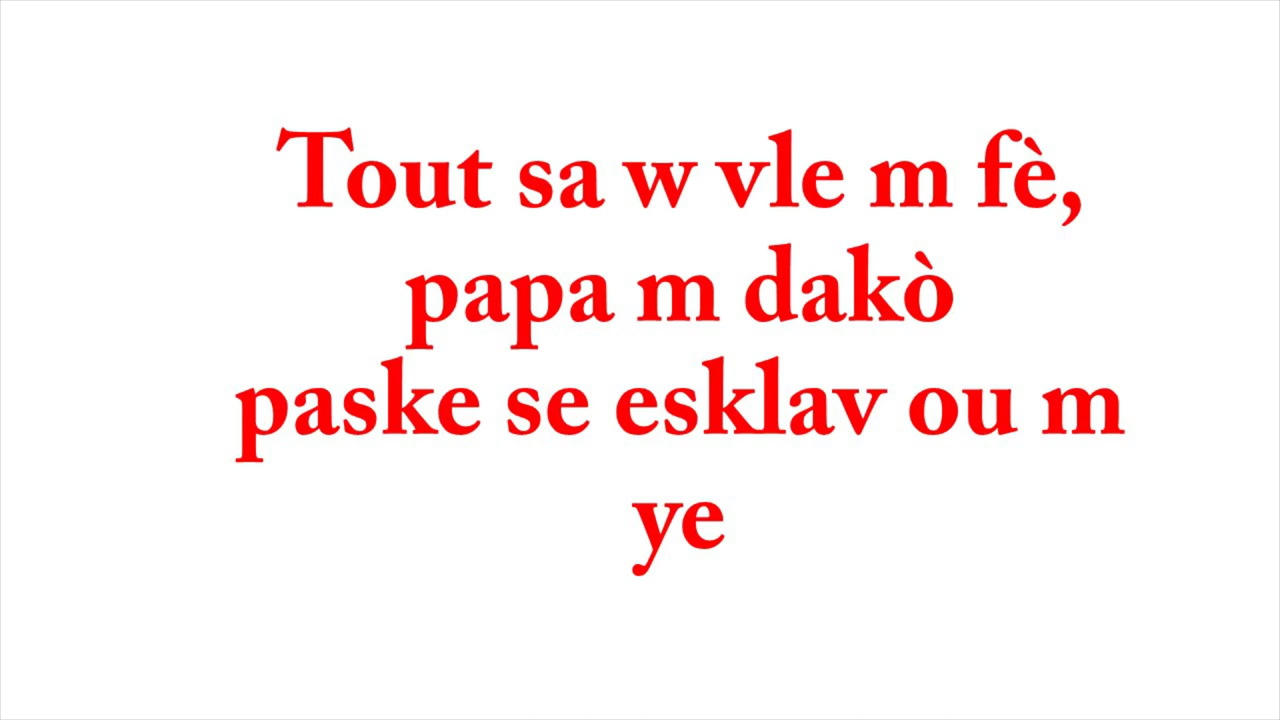 Tout sa w vle m fè,
papa m dakò
paske se esklav ou m
ye